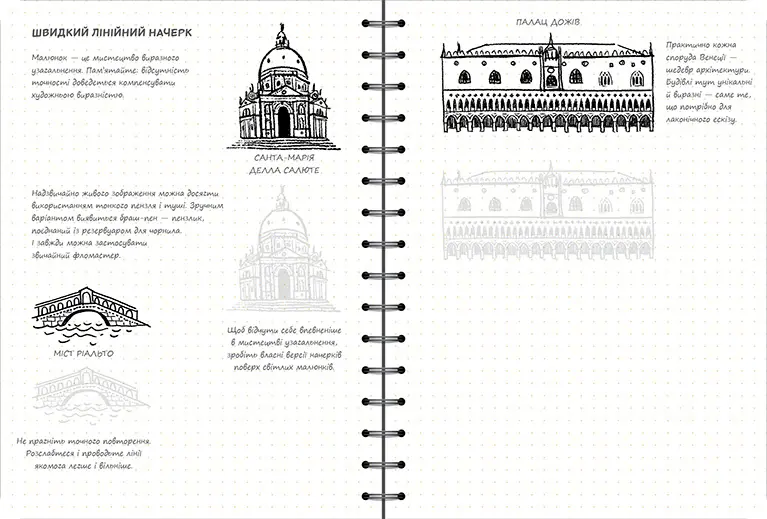 ШВИДКИЙ ЛІНІЙНИЙ НАЧЕРК
Малюнок — це мистецтво виразного
узагальнення. Пам'ятайте: відсутність
точності доведеться компенсувати
художньою виразністю.
САНТА-МАРІЯ
ДЕЛЛА САЛЮТЕ
Надзвичайно живого зображення можна досягти
використанням тонкого пензля і туші. Зручним
варіантом виявиться браш-пен — пензлик,
поєднаний із резервуаром для чорнила.
І завжди можна застосувати
звичайний фломастер.
МІСТ РІАЛЬТО
Щоб відчути себе впевненіше
в мистецтві узагальнення,
зробіть власні версії начерків
поверх світлих малюнків.
Не прагніть точного повторення.
Розслабтеся і проводьте лінії
якомога легше і вільніше.
ПАЛАЦ ДОЖІВ
Практично кожна
споруда Венеції —
шедевр архітектури.
Будівлі тут унікальні
й виразні — саме те,
що потрібно для
лаконічного ескізу.